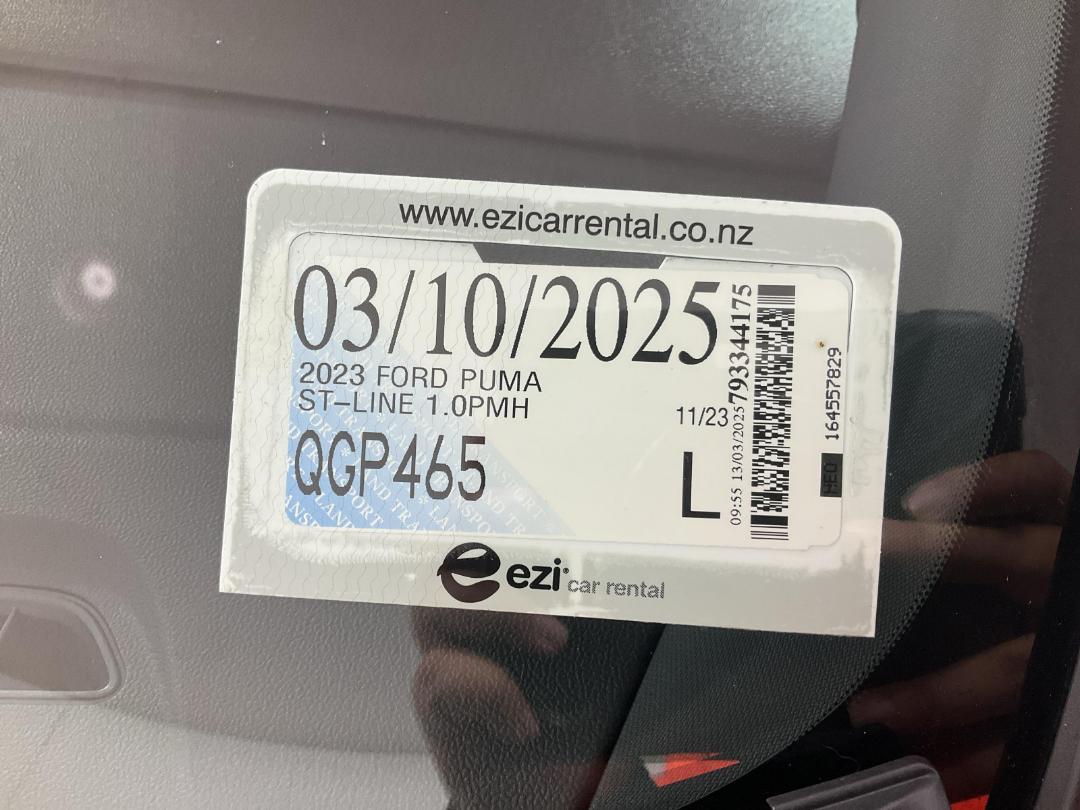 www.ezicarrental.co.nz
03/10/2025
2023 FORD PUMA
ST-LINE 1.0PMH
11/23
QGP465
L
09:55 13/03/2025 793344175
164557829
ezi car rental